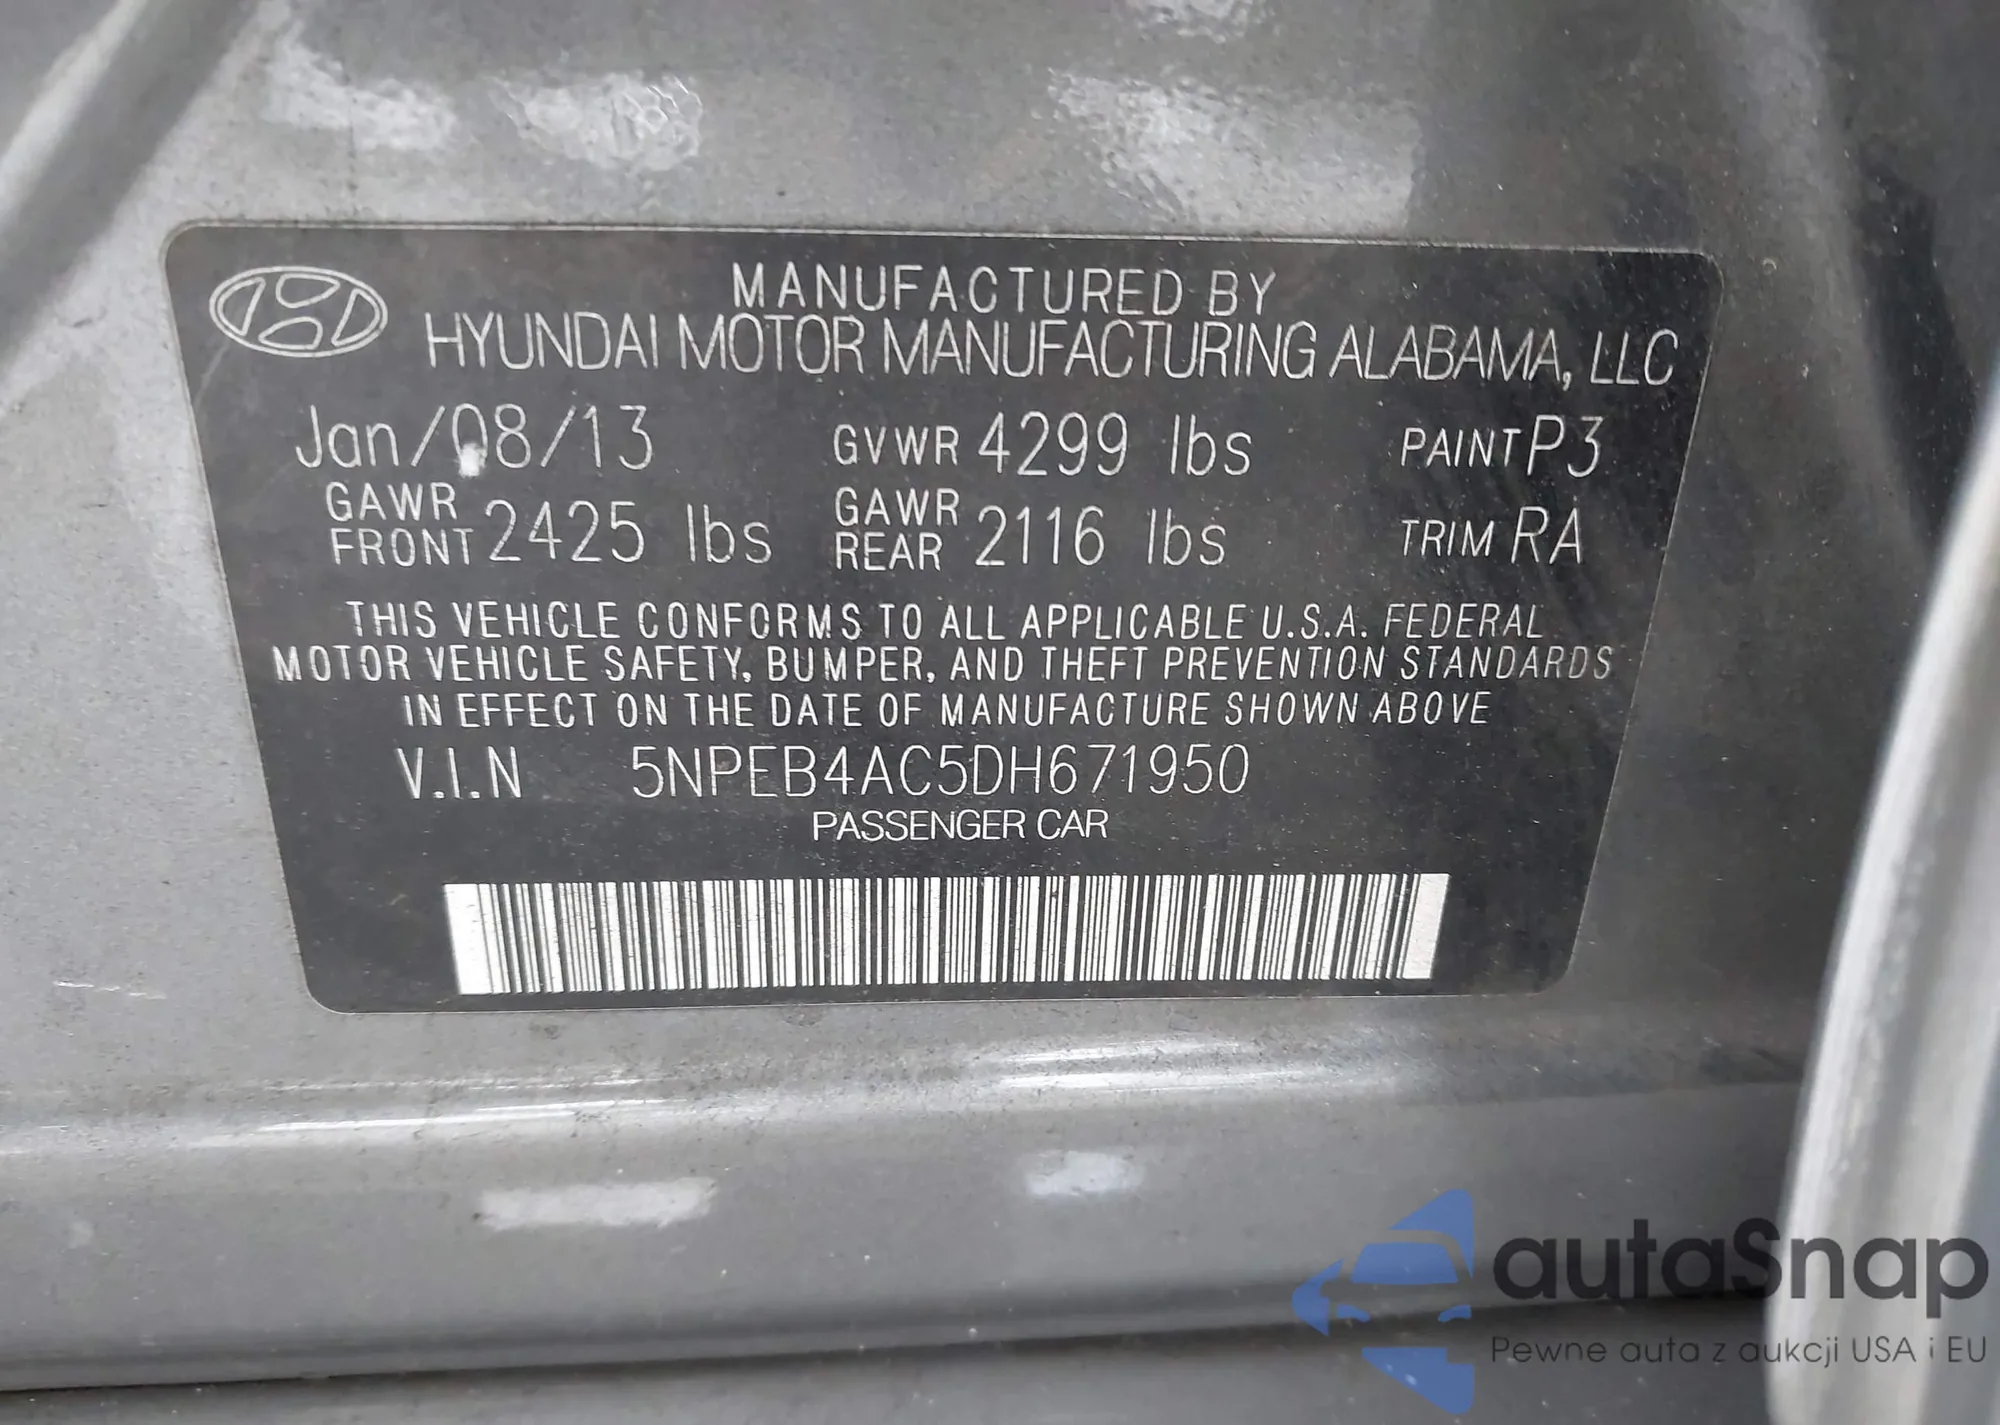 MANUFACTURED BY
HYUNDAI MOTOR MANUFACTURING ALABAMA, LLC
Jan/08/13 GVWR 4299 lbs PAINT P3
GAWR FRONT 2425 lbs GAWR REAR 2116 lbs TRIM RA
THIS VEHICLE CONFORMS TO ALL APPLICABLE U.S.A. FEDERAL
MOTOR VEHICLE SAFETY, BUMPER, AND THEFT PREVENTION STANDARDS
IN EFFECT ON THE DATE OF MANUFACTURE SHOWN ABOVE
V.I.N 5NPEB4AC5DH671950
PASSENGER CAR
autaSnap
Pewne auta z aukcji USA i EU